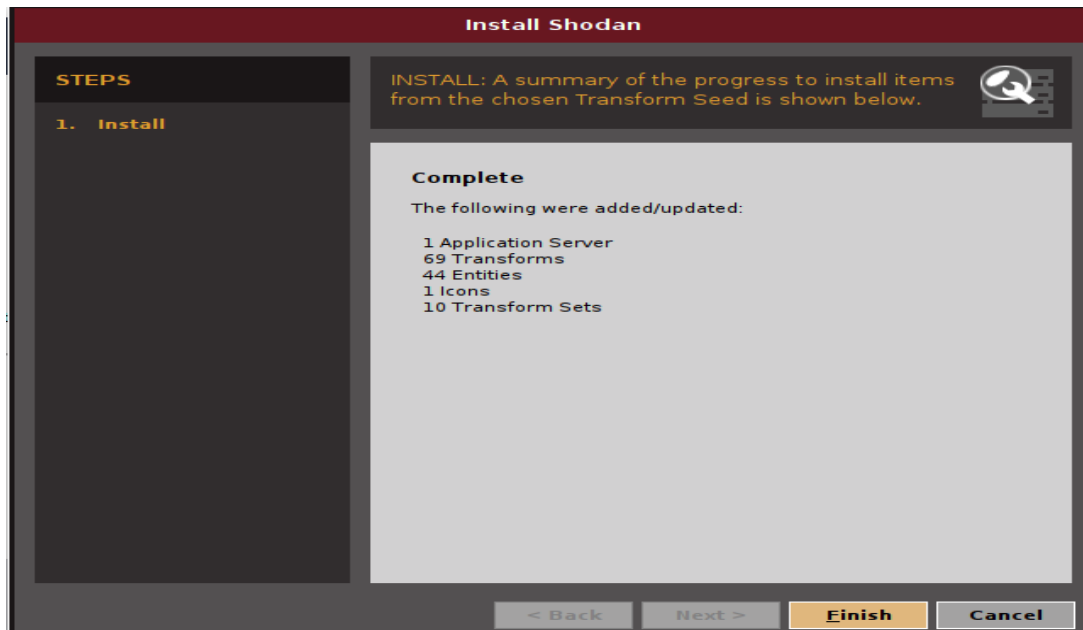 Install Shodan
STEPS
1. Install
INSTALL: A summary of the progress to install items
from the chosen Transform Seed is shown below.
Complete
The following were added/updated:
1 Application Server
69 Transforms
44 Entities
1 Icons
10 Transform Sets
< Back
Next >
Finish
Cancel